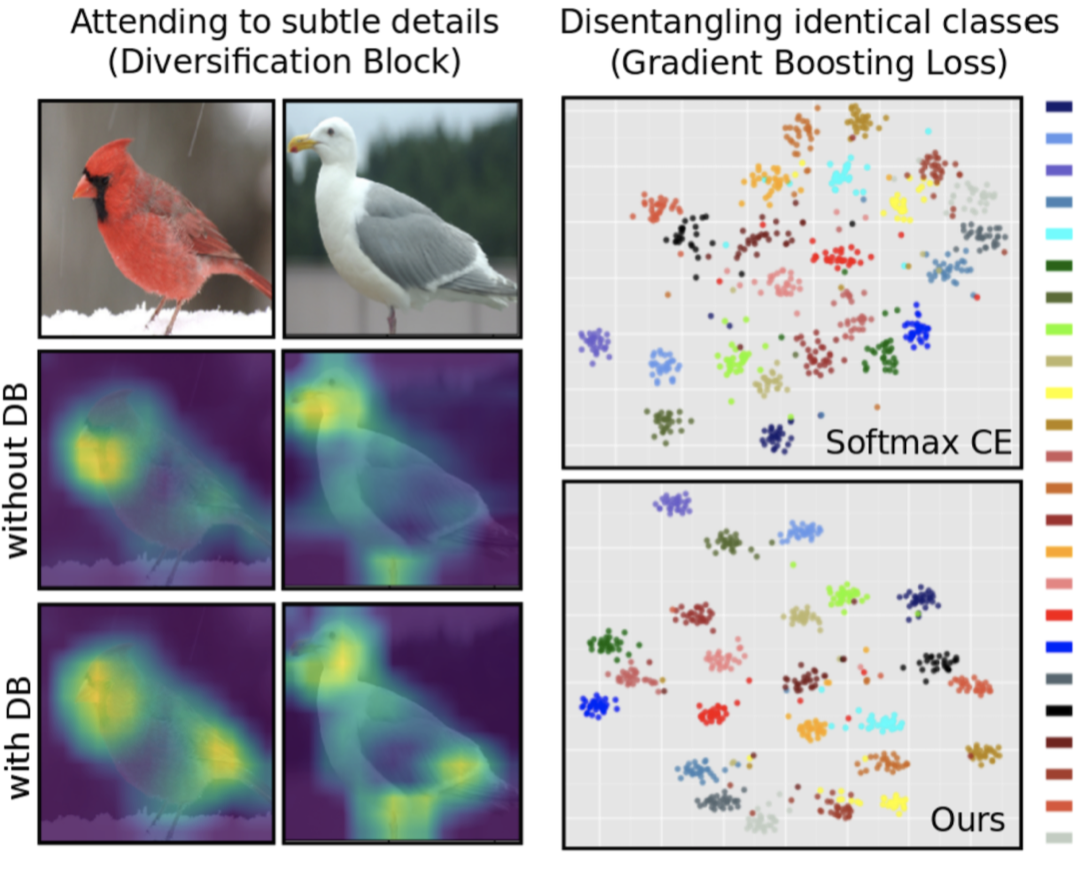 Attending to subtle details
(Diversification Block)
Disentangling identical classes
(Gradient Boosting Loss)
without DB
with DB
Softmax CE
Ours